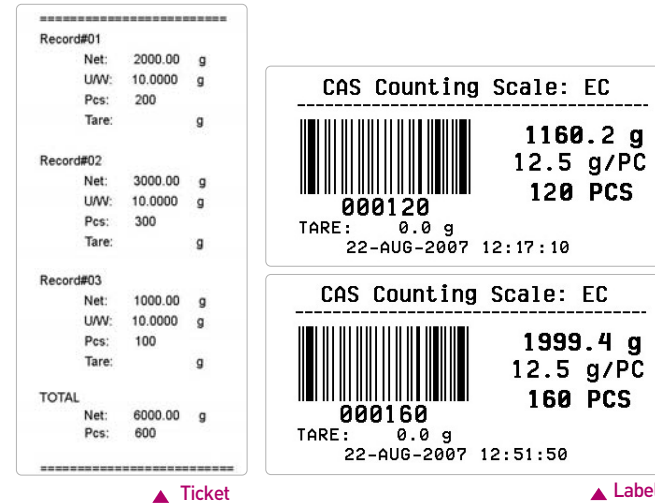 ==========================
Record#01
Net: 2000.00 g
U/W: 10.0000 g
Pcs: 200
Tare: g
Record#02
Net: 3000.00 g
U/W: 10.0000 g
Pcs: 300
Tare: g
Record#03
Net: 1000.00 g
U/W: 10.0000 g
Pcs: 100
Tare: g
TOTAL
Net: 6000.00 g
Pcs: 600
==========================
▲ Ticket
CAS Counting Scale: EC
1160.2 g
12.5 g/PC
120 PCS
000120
TARE: 0.0 g
22-AUG-2007 12:17:10
CAS Counting Scale: EC
1999.4 g
12.5 g/PC
160 PCS
000160
TARE: 0.0 g
22-AUG-2007 12:51:50
▲ Label